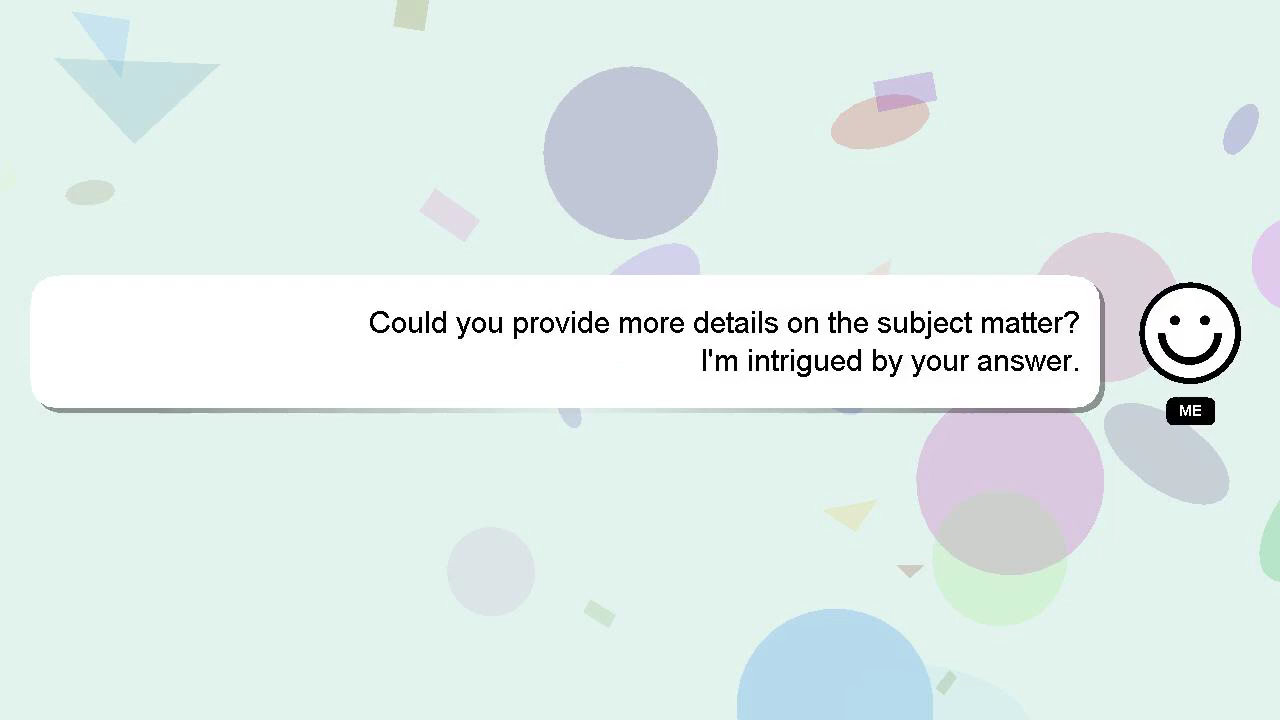 Could you provide more details on the subject matter?
I'm intrigued by your answer.
ME